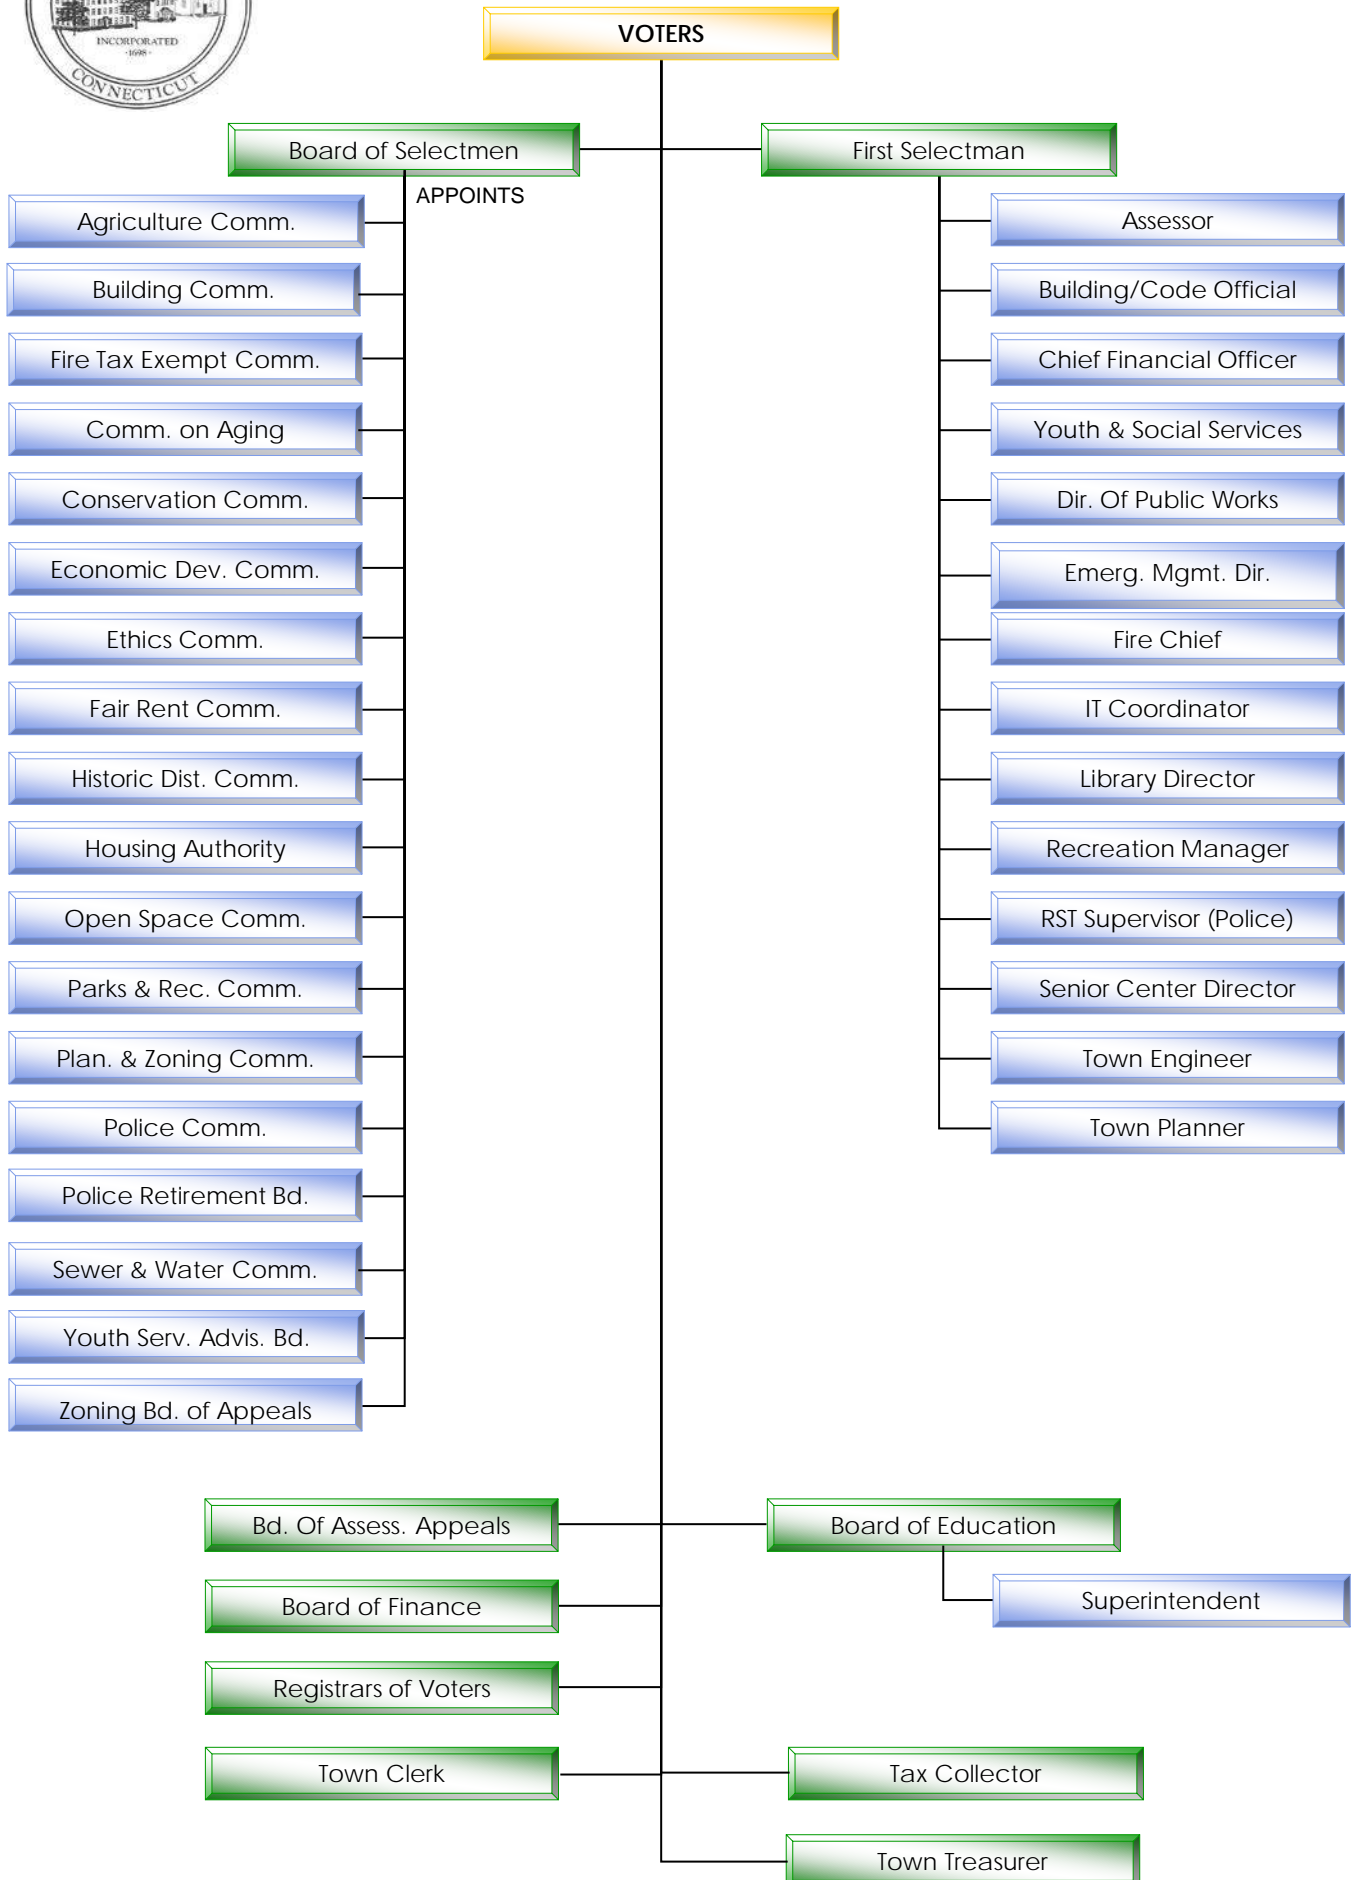 INCORPORATED
·1698·
CONNECTICUT
VOTERS
Board of Selectmen
First Selectman
APPOINTS
Agriculture Comm.
Building Comm.
Fire Tax Exempt Comm.
Comm. on Aging
Conservation Comm.
Economic Dev. Comm.
Ethics Comm.
Fair Rent Comm.
Historic Dist. Comm.
Housing Authority
Open Space Comm.
Parks & Rec. Comm.
Plan. & Zoning Comm.
Police Comm.
Police Retirement Bd.
Sewer & Water Comm.
Youth Serv. Advis. Bd.
Zoning Bd. of Appeals
Assessor
Building/Code Official
Chief Financial Officer
Youth & Social Services
Dir. Of Public Works
Emerg. Mgmt. Dir.
Fire Chief
IT Coordinator
Library Director
Recreation Manager
RST Supervisor (Police)
Senior Center Director
Town Engineer
Town Planner
Bd. Of Assess. Appeals
Board of Education
Superintendent
Board of Finance
Registrars of Voters
Town Clerk
Tax Collector
Town Treasurer